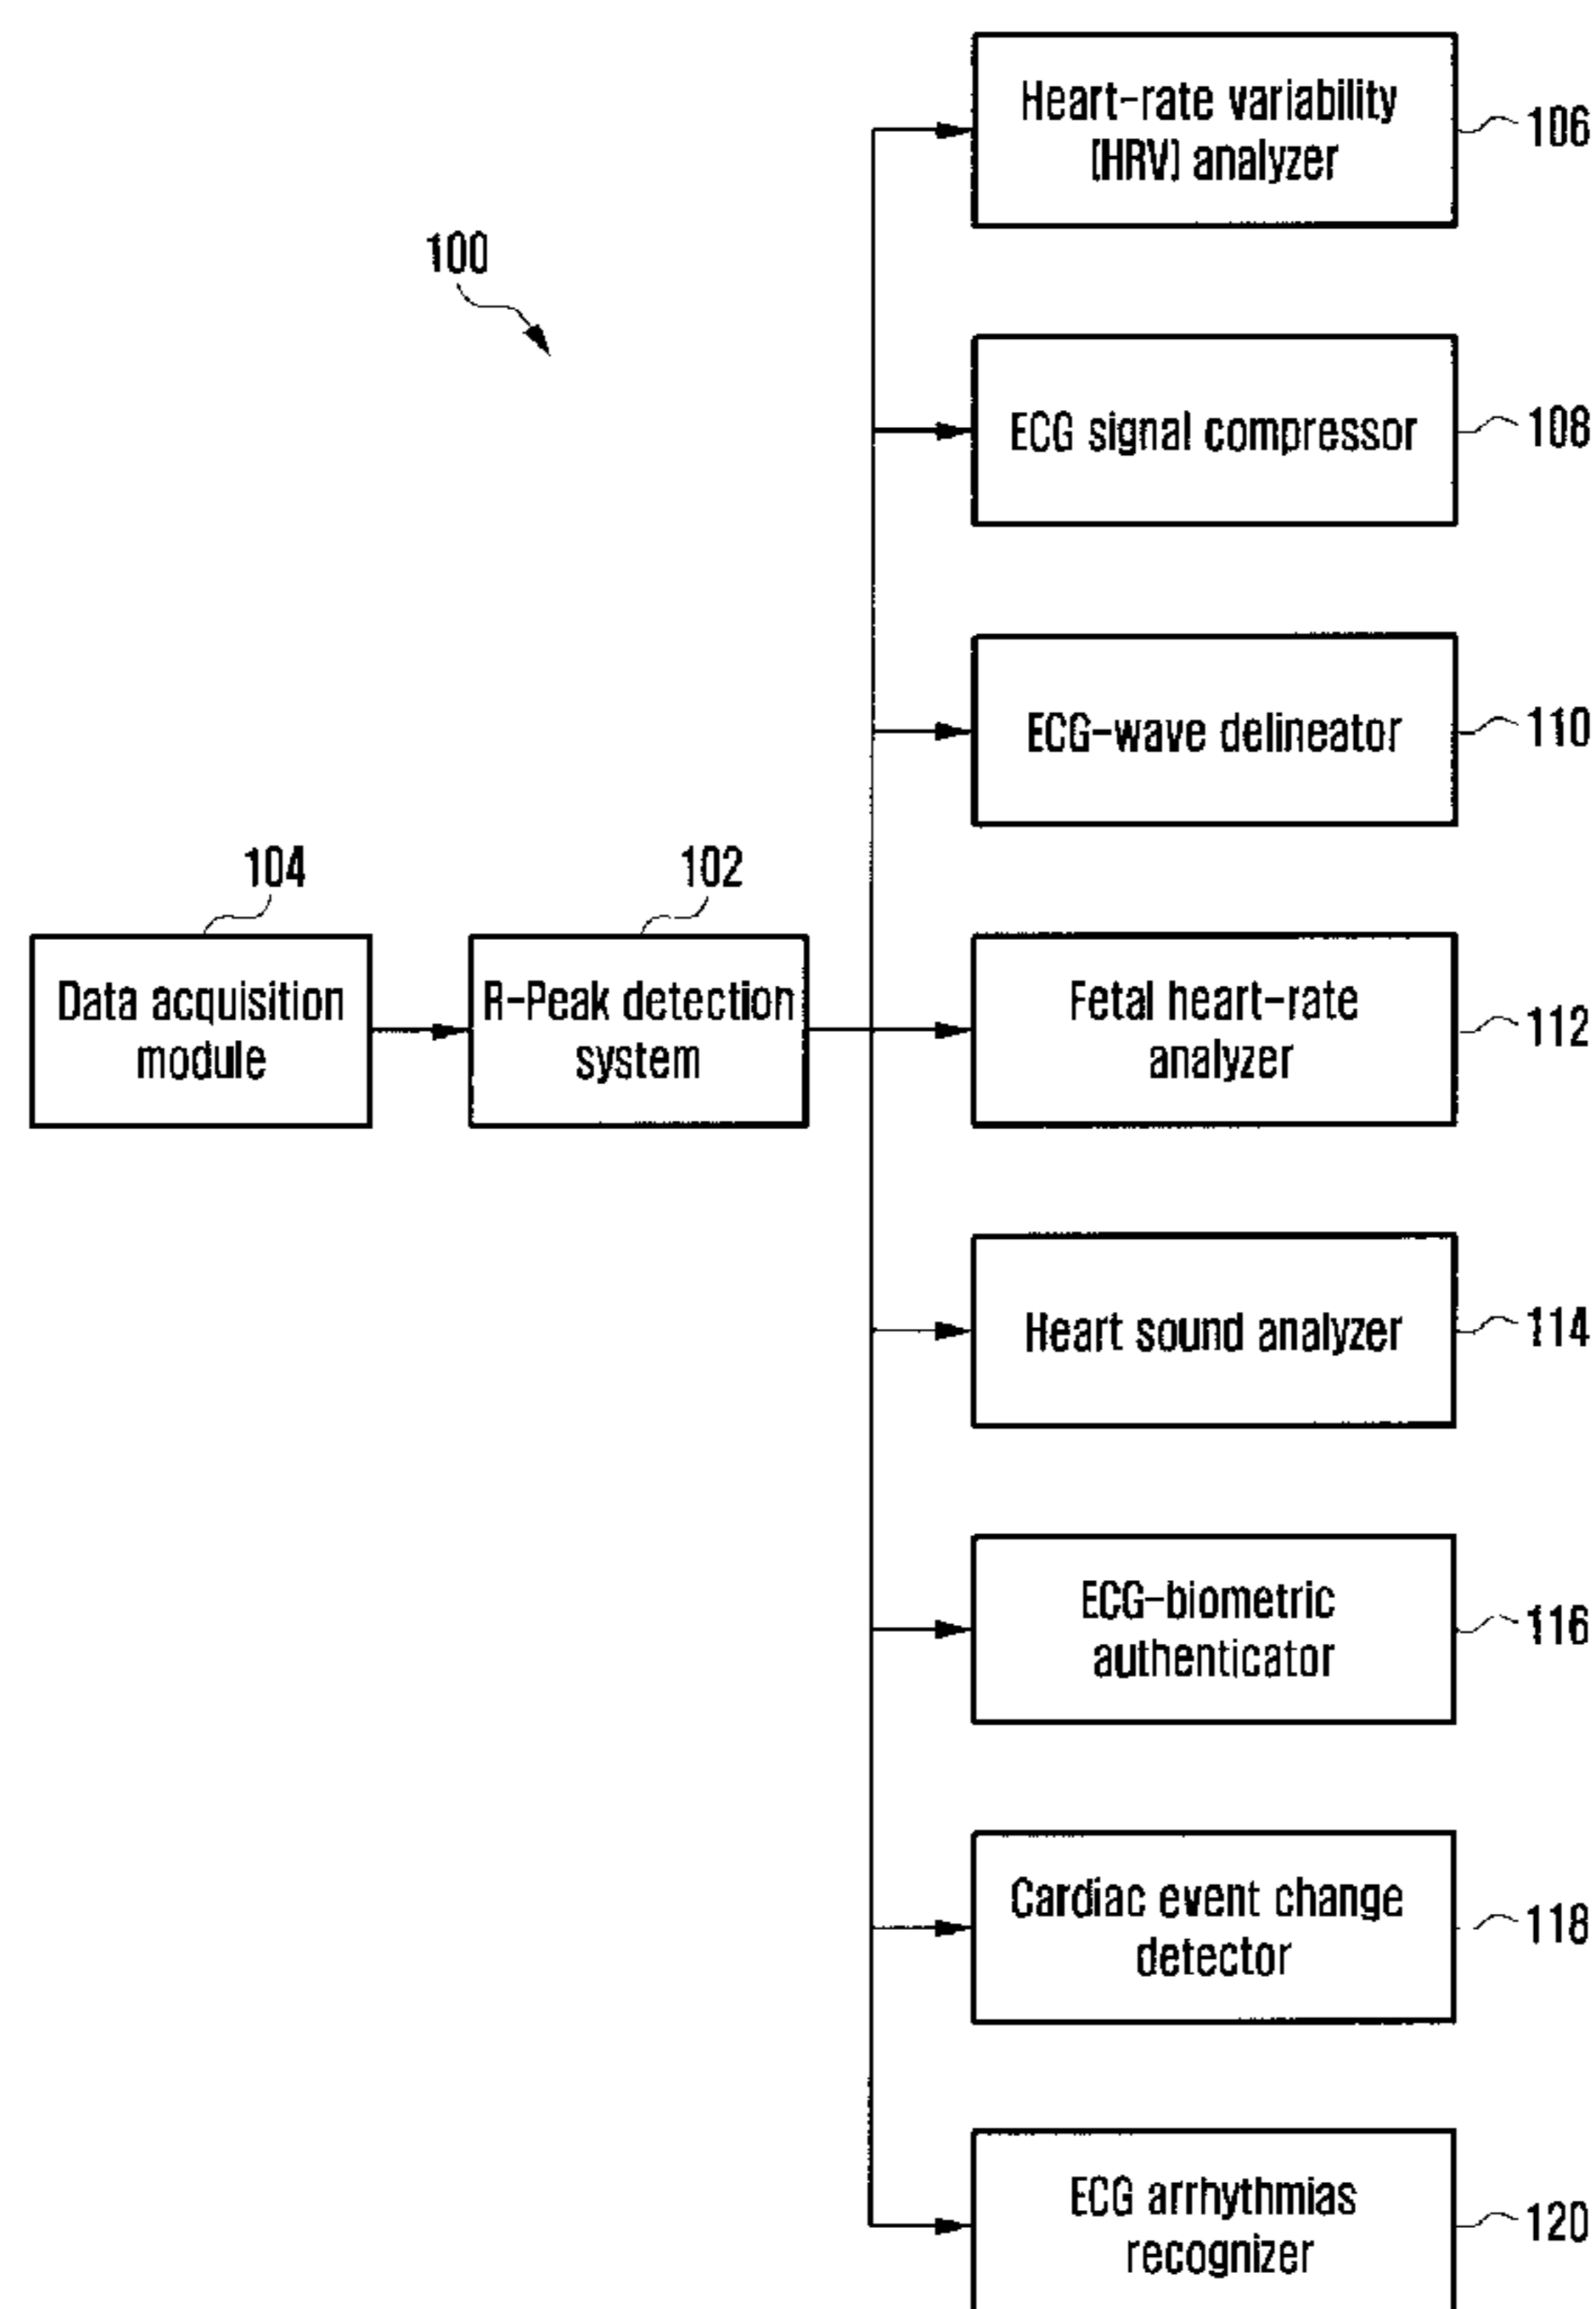 Heart-rate variability
(HRV) analyzer
106
100
ECG signal compressor
108
ECG-wave delineator
110
104
102
Data acquisition
module
R-Peak detection
system
Fetal heart-rate
analyzer
112
Heart sound analyzer
114
ECG-biometric
authenticator
116
Cardiac event change
detector
118
ECG arrhythmias
recognizer
120